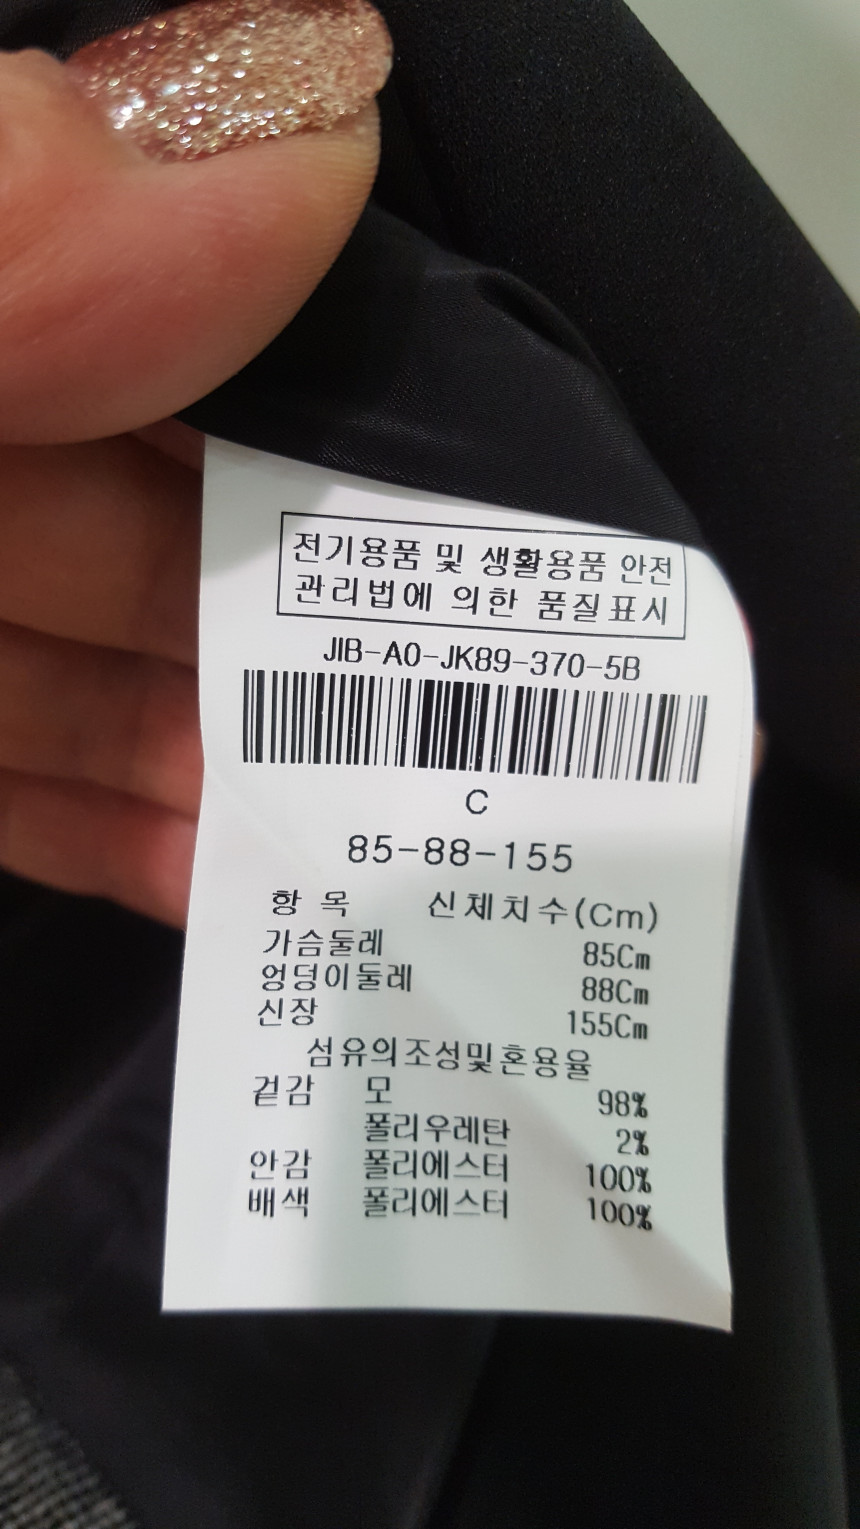 전기용품 및 생활용품 안전
관리법에 의한 품질표시
JIB-A0-JK89-370-5B
C
85-88-155
항 목 신체치수(Cm)
가슴둘레 85Cm
엉덩이둘레 88Cm
신장 155Cm
섬유의조성및혼용율
겉감 모 98%
폴리우레탄 2%
안감 폴리에스터 100%
배색 폴리에스터 100%